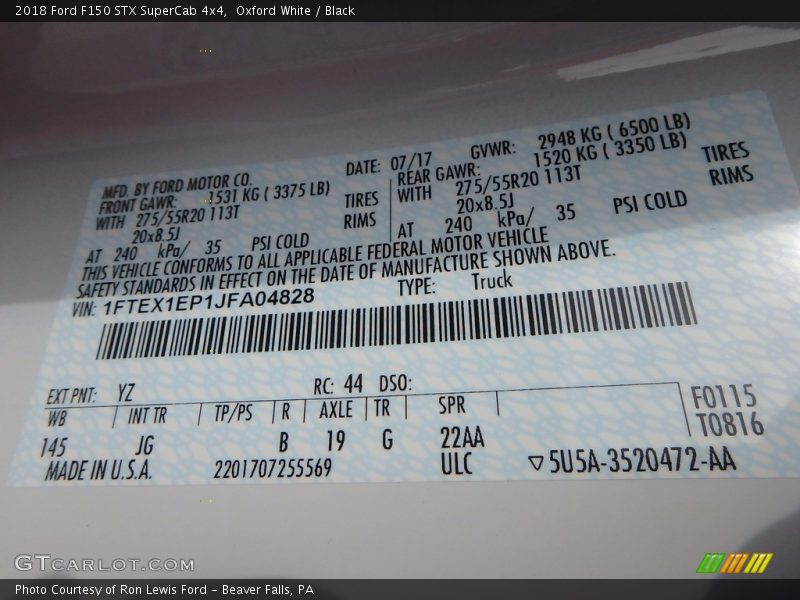 2018 Ford F150 STX SuperCab 4x4,  Oxford White / Black
MFD. BY FORD MOTOR CO. DATE: 07/17 GVWR: 2948 KG ( 6500 LB)
FRONT GAWR: 1531 KG ( 3375 LB) REAR GAWR: 1520 KG ( 3350 LB)
WITH 275/55R20 113T TIRES WITH 275/55R20 113T TIRES
20x8.5J RIMS 20x8.5J RIMS
AT 240 kPa/ 35 PSI COLD AT 240 kPa/ 35 PSI COLD
THIS VEHICLE CONFORMS TO ALL APPLICABLE FEDERAL MOTOR VEHICLE
SAFETY STANDARDS IN EFFECT ON THE DATE OF MANUFACTURE SHOWN ABOVE.
VIN: 1FTEX1EP1JFA04828 TYPE: Truck
EXT PNT: YZ RC: 44 DSO:
WB INT TR TP/PS R AXLE TR SPR F0115
T0816
145 JG B 19 G 22AA
MADE IN U.S.A. 2201707255569 ULC ▽5U5A-3520472-AA
GTCARLOT.COM
Photo Courtesy of Ron Lewis Ford - Beaver Falls, PA